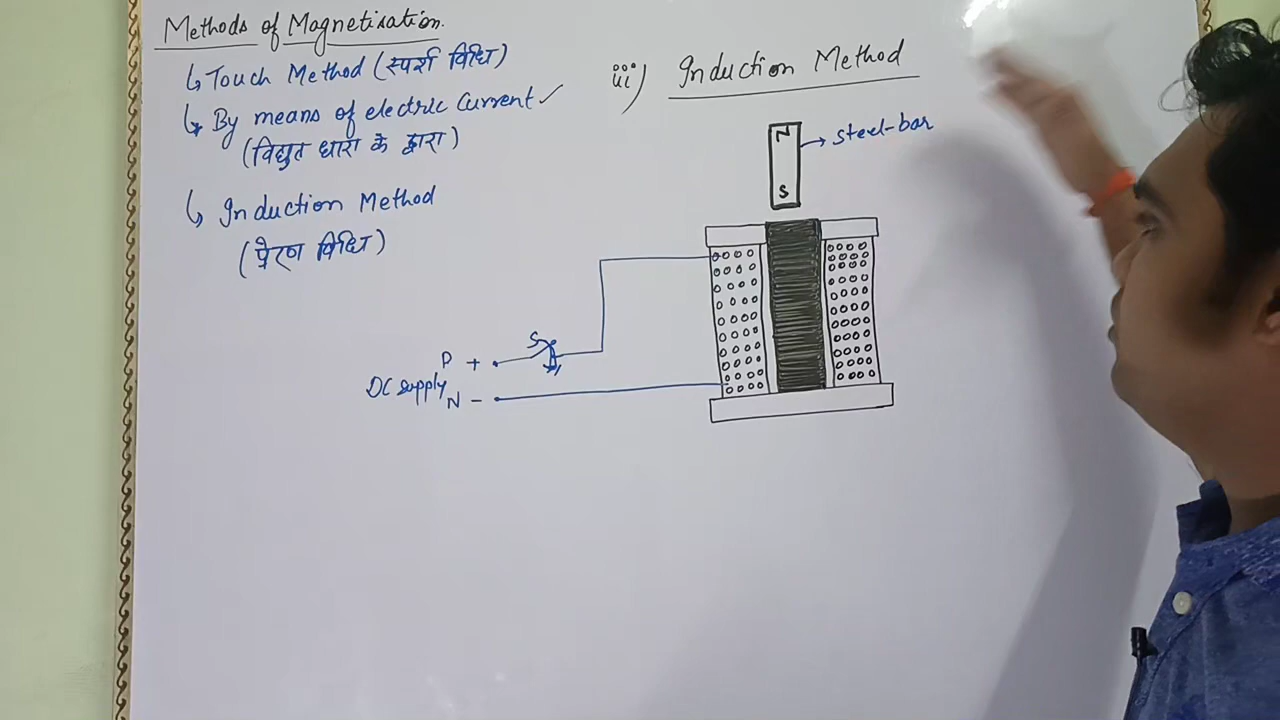 Methods of Magnetisation.
↳ Touch Method (स्पर्श विधि)
↳ By means of electric Current ✓
(विद्युत धारा के द्वारा)
↳ Induction Method
(प्रेरण विधि)
iii) Induction Method
N
S
→ steel-bar
S
P +
DC supply
N -